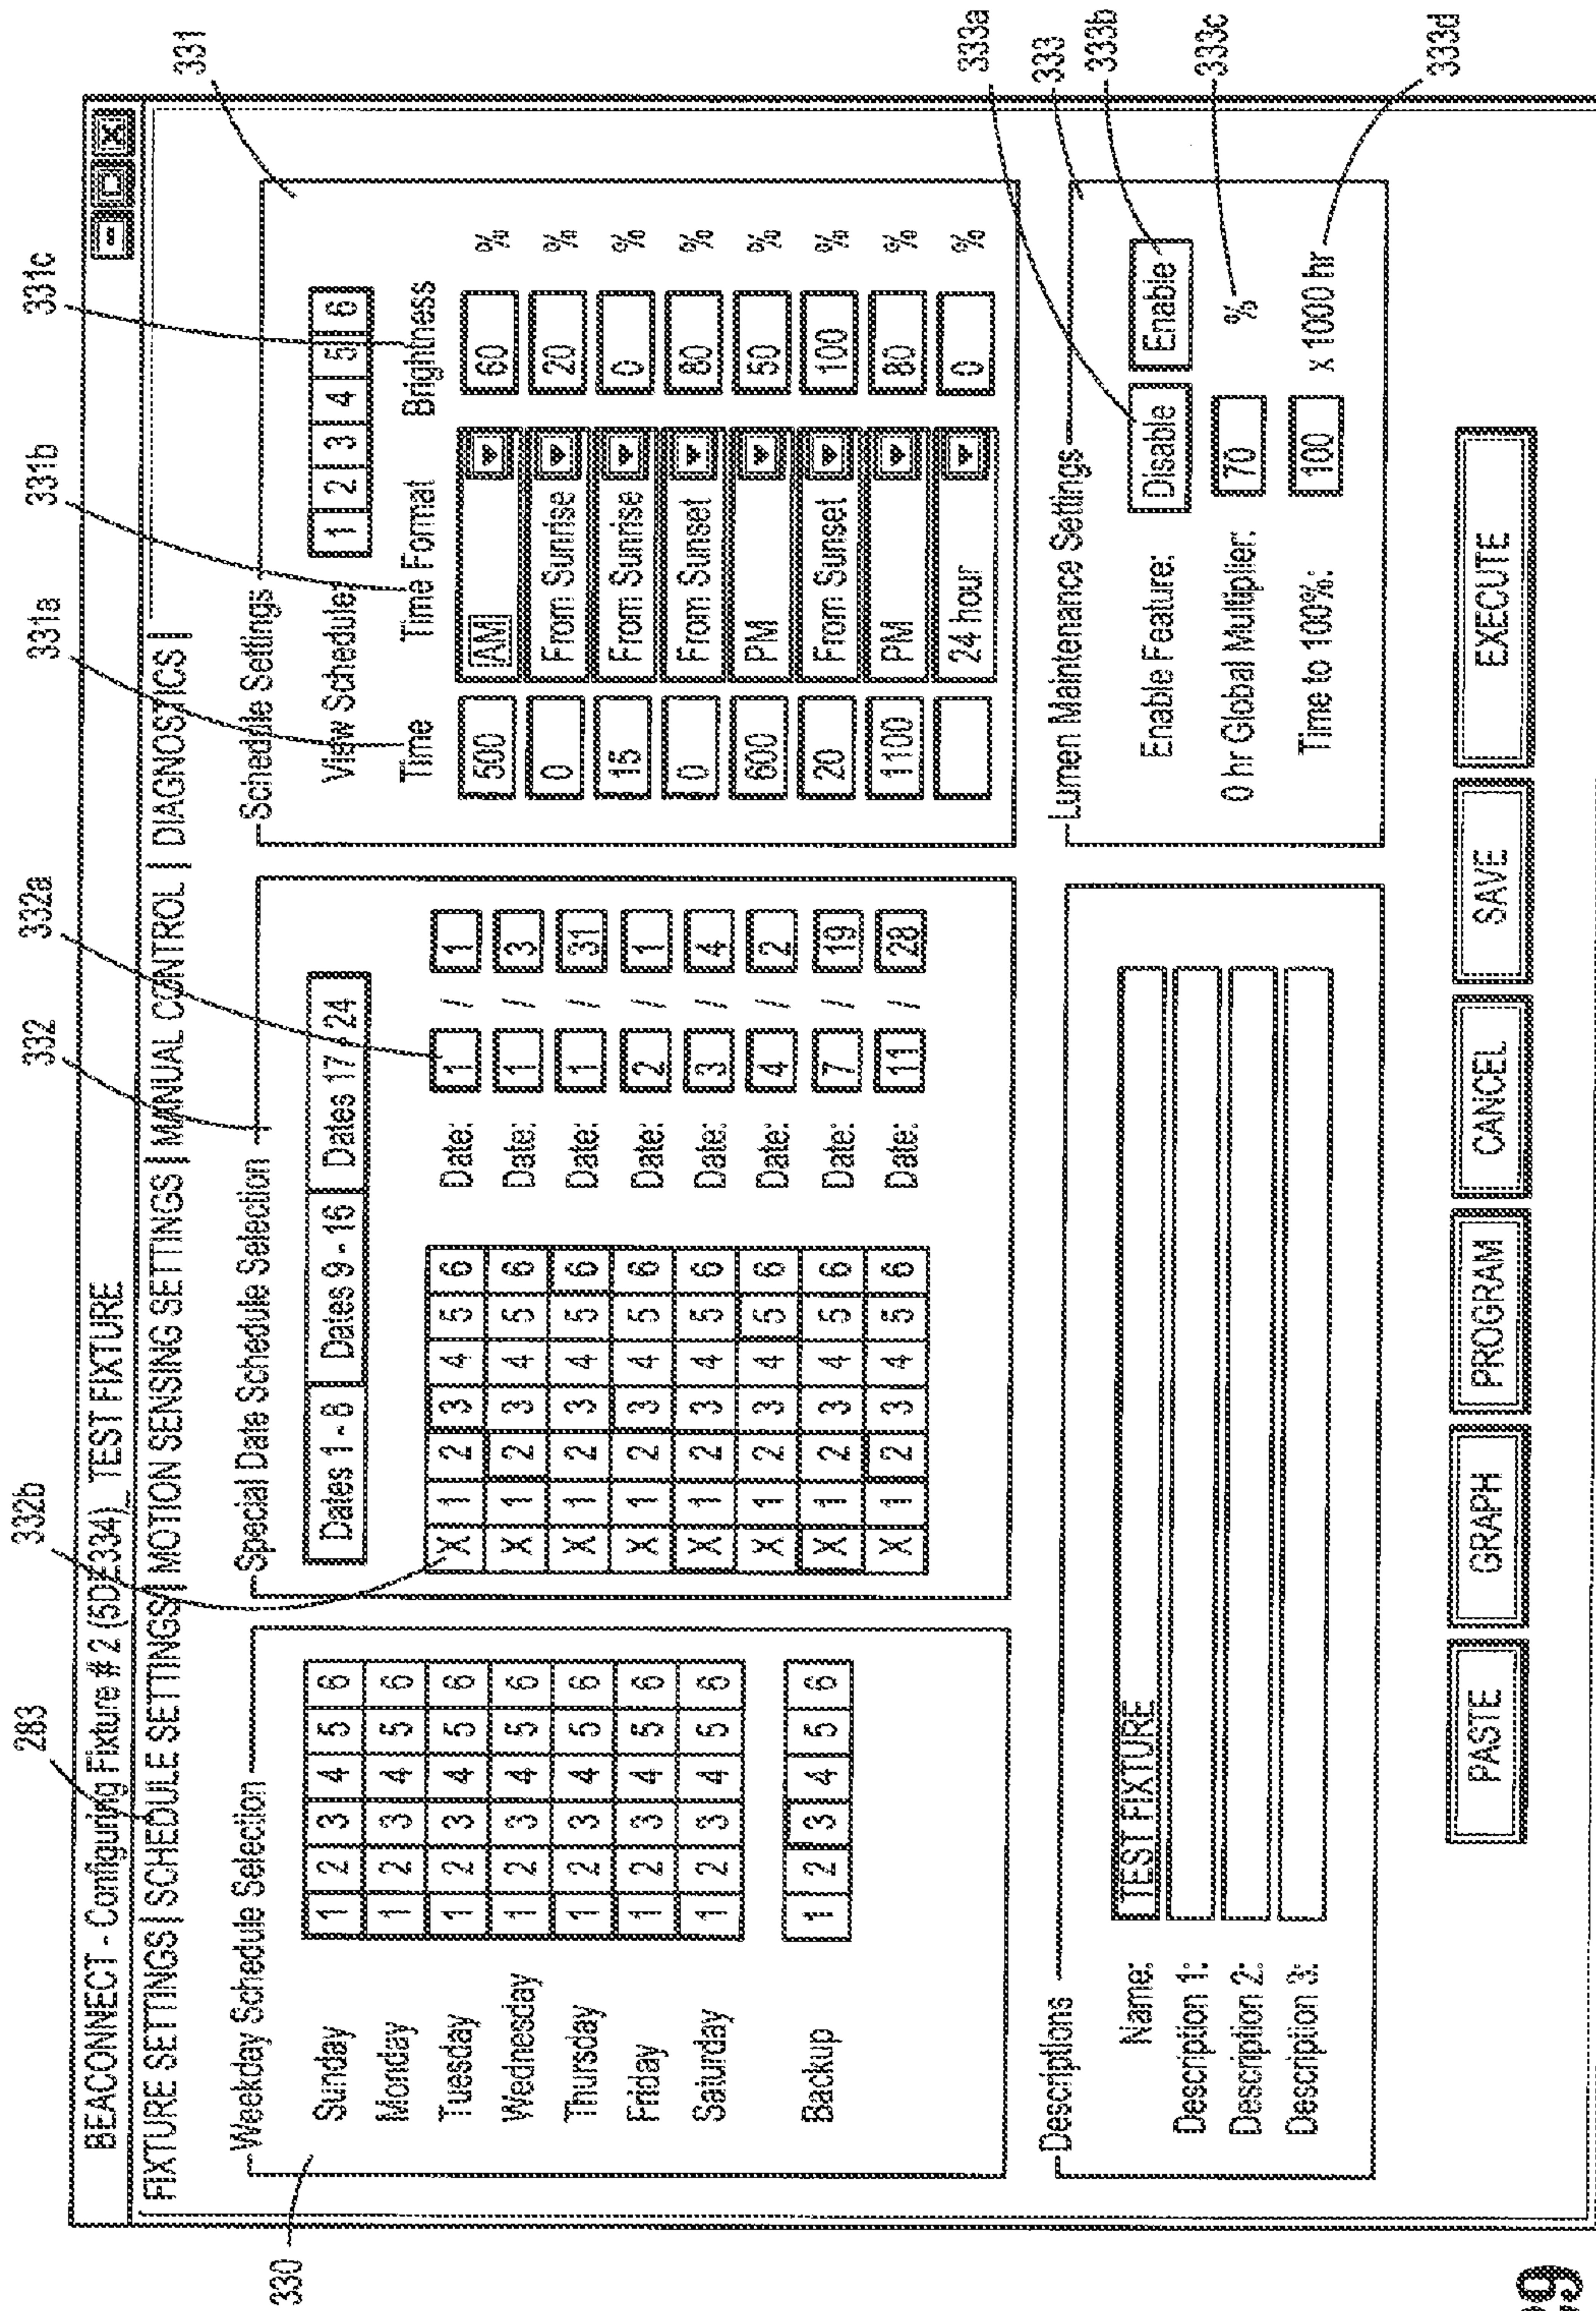 283
332b
332
332a
331a
331b
331c
331
BEACONNECT - Configuring Fixture # 2 (5DE334)_ TEST FIXTURE
FIXTURE SETTINGS | SCHEDULE SETTINGS | MOTION SENSING SETTINGS | MANUAL CONTROL | DIAGNOSTICS |
330
Weekday Schedule Selection
Sunday 1 2 3 4 5 6
Monday 1 2 3 4 5 6
Tuesday 1 2 3 4 5 6
Wednesday 1 2 3 4 5 6
Thursday 1 2 3 4 5 6
Friday 1 2 3 4 5 6
Saturday 1 2 3 4 5 6
Backup 1 2 3 4 5 6
Special Date Schedule Selection
Dates 1 - 8 Dates 9 - 16 Dates 17 - 24
X 1 2 3 4 5 6 Date: 1 / 1
X 1 2 3 4 5 6 Date: 1 / 3
X 1 2 3 4 5 6 Date: 1 / 31
X 1 2 3 4 5 6 Date: 2 / 1
X 1 2 3 4 5 6 Date: 3 / 4
X 1 2 3 4 5 6 Date: 4 / 2
X 1 2 3 4 5 6 Date: 7 / 19
X 1 2 3 4 5 6 Date: 11 / 28
Schedule Settings
View Schedule: 1 2 3 4 5 6
Time Time Format Brightness
500 AM 60 %
0 From Sunrise 20 %
15 From Sunrise 0 %
0 From Sunset 80 %
600 PM 50 %
20 From Sunset 100 %
1100 PM 80 %
24 hour 0 %
Descriptions
Name: TEST FIXTURE
Description 1:
Description 2:
Description 3:
Lumen Maintenance Settings
Enable Feature: Disable Enable
0 hr Global Multiplier: 70 %
Time to 100%: 100 x 1000 hr
333a
333
333b
333c
333d
PASTE GRAPH PROGRAM CANCEL SAVE EXECUTE